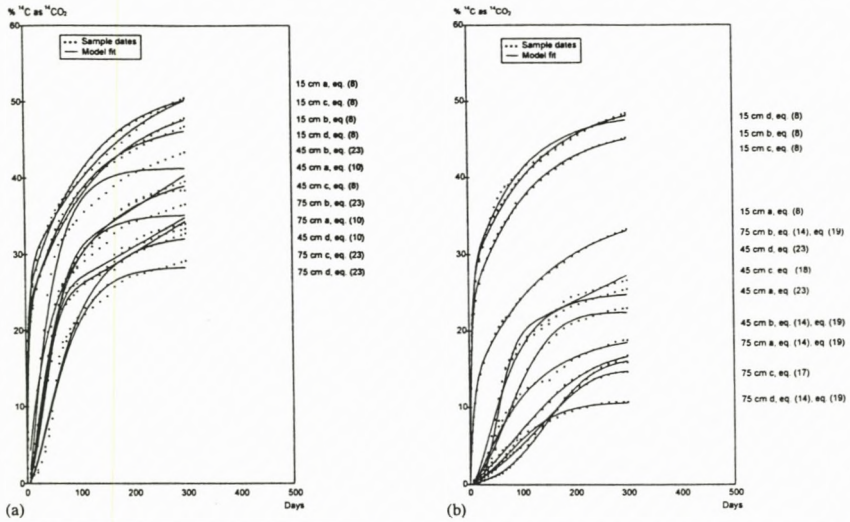 % ¹⁴C as ¹⁴CO₂
60
50
40
30
20
10
0
0 100 200 300 400 500
Days
Sample dates
Model fit
15 cm a, eq. (8)
15 cm c, eq. (8)
15 cm b, eq (8)
15 cm d, eq. (8)
45 cm b, eq. (23)
45 cm a, eq. (10)
45 cm c, eq. (8)
75 cm b, eq. (23)
75 cm a, eq. (10)
45 cm d, eq. (10)
75 cm c, eq. (23)
75 cm d, eq. (23)
(a)
% ¹⁴C as ¹⁴CO₂
60
50
40
30
20
10
0
0 100 200 300 400 500
Days
Sample dates
Model fit
15 cm d, eq. (8)
15 cm b, eq. (8)
15 cm c, eq. (8)
15 cm a, eq. (8)
75 cm b, eq. (14), eq. (19)
45 cm d, eq. (23)
45 cm c eq. (18)
45 cm a, eq. (23)
45 cm b, eq. (14), eq. (19)
75 cm a, eq. (14), eq. (19)
75 cm c, eq. (17)
75 cm d, eq. (14), eq. (19)
(b)